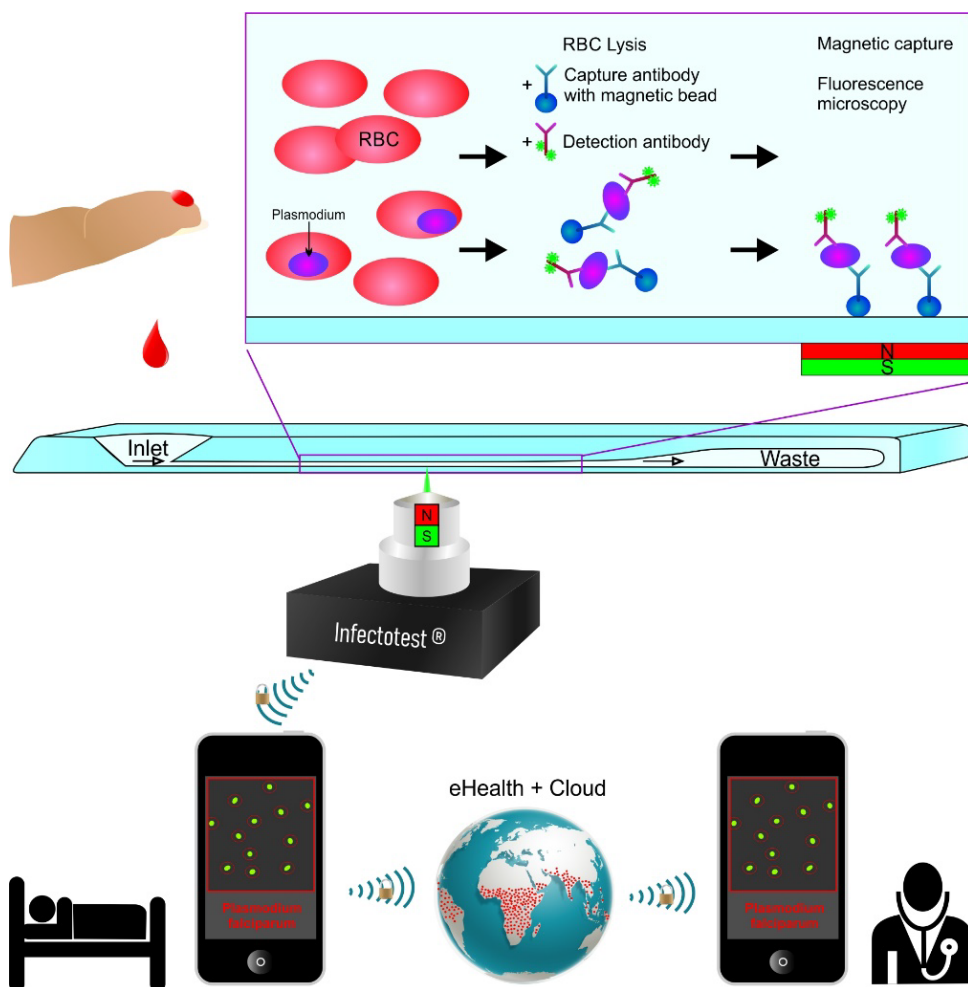 RBC Lysis
+ Capture antibody
with magnetic bead
+ Detection antibody
Magnetic capture
Fluorescence
microscopy
RBC
Plasmodium
N
S
Inlet
Waste
N
S
Infectotest ®
eHealth + Cloud
Plasmodium
falciparum
Plasmodium
falciparum